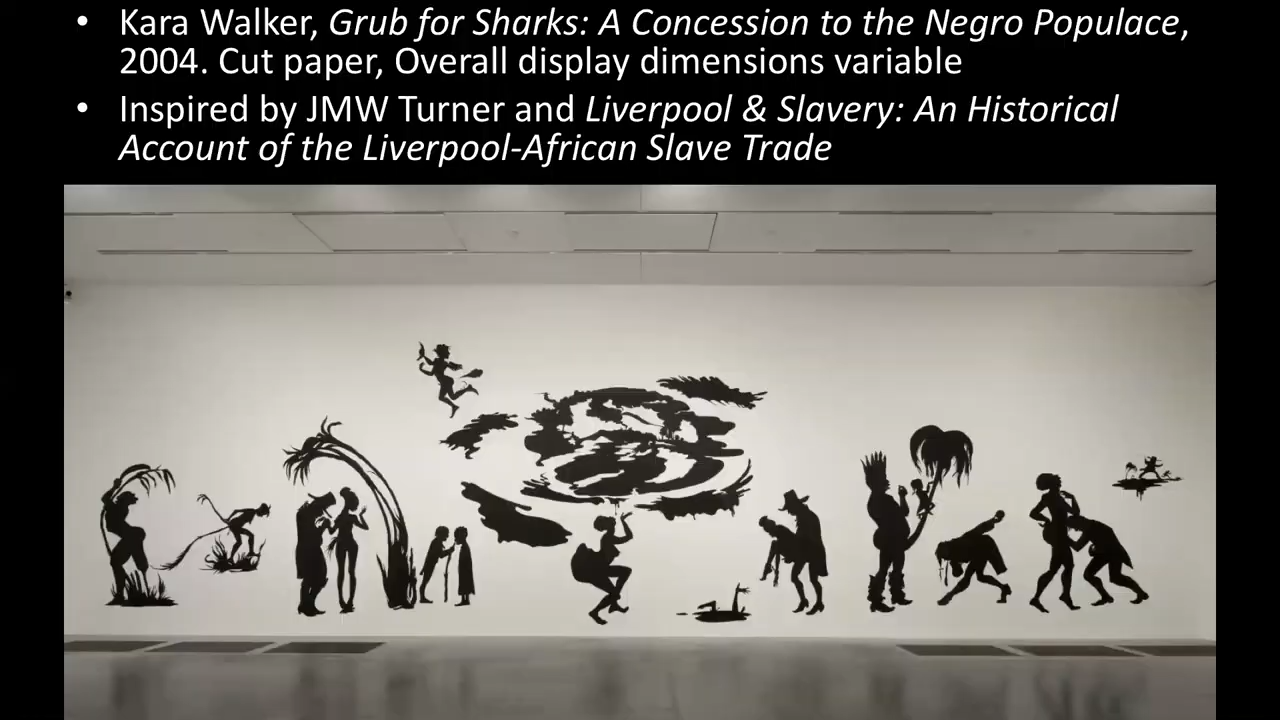 • Kara Walker, Grub for Sharks: A Concession to the Negro Populace,
2004. Cut paper, Overall display dimensions variable
• Inspired by JMW Turner and Liverpool & Slavery: An Historical
Account of the Liverpool-African Slave Trade